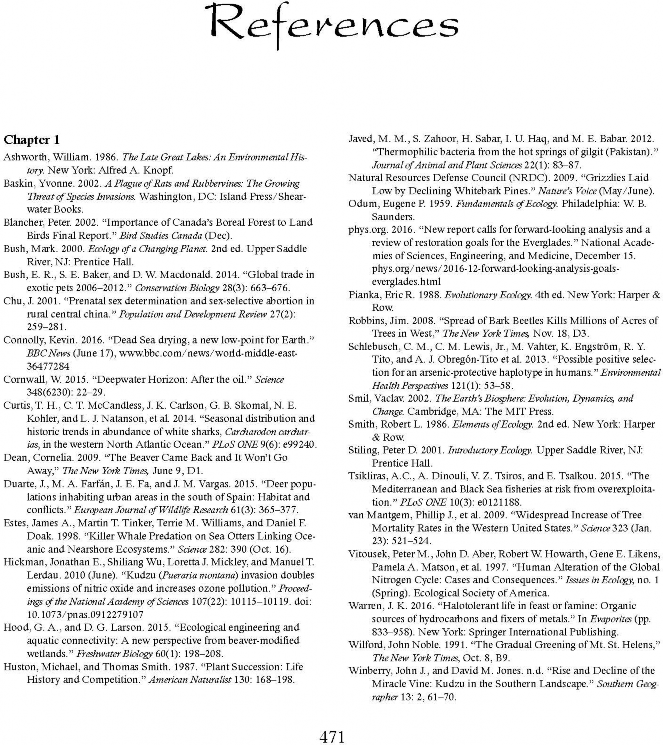 References
Chapter 1
Ashworth, William. 1986. The Late Great Lakes: An Environmental His-
tory. New York: Alfred A. Knopf.
Baskin, Yvonne. 2002. A Plague of Rats and Rubbervines: The Growing
Threat of Species Invasions. Washington, DC: Island Press/Shear-
water Books.
Blancher, Peter. 2002. “Importance of Canada’s Boreal Forest to Land
Birds Final Report.” Bird Studies Canada (Dec).
Bush, Mark. 2000. Ecology of a Changing Planet. 2nd ed. Upper Saddle
River, NJ: Prentice Hall.
Bush, E. R., S. E. Baker, and D. W. Macdonald. 2014. “Global trade in
exotic pets 2006–2012.” Conservation Biology 28(3): 663–676.
Chu, J. 2001. “Prenatal sex determination and sex-selective abortion in
rural central china.” Population and Development Review 27(2):
259–281.
Connolly, Kevin. 2016. “Dead Sea drying, a new low-point for Earth.”
BBC News (June 17), www.bbc.com/news/world-middle-east-
36477284
Cornwall, W. 2015. “Deepwater Horizon: After the oil.” Science
348(6230): 22–29.
Curtis, T. H., C. T. McCandless, J. K. Carlson, G. B. Skomal, N. E.
Kohler, and L. J. Natanson, et al. 2014. “Seasonal distribution and
historic trends in abundance of white sharks, Carcharodon carchar-
ias, in the western North Atlantic Ocean.” PLoS ONE 9(6): e99240.
Dean, Cornelia. 2009. “The Beaver Came Back and It Won’t Go
Away,” The New York Times, June 9, D1.
Duarte, J., M. A. Farfán, J. E. Fa, and J. M. Vargas. 2015. “Deer popu-
lations inhabiting urban areas in the south of Spain: Habitat and
conflicts.” European Journal of Wildlife Research 61(3): 365–377.
Estes, James A., Martin T. Tinker, Terrie M. Williams, and Daniel F.
Doak. 1998. “Killer Whale Predation on Sea Otters Linking Oce-
anic and Nearshore Ecosystems.” Science 282: 390 (Oct. 16).
Hickman, Jonathan E., Shiliang Wu, Loretta J. Mickley, and Manuel T.
Lerdau. 2010 (June). “Kudzu (Pueraria montana) invasion doubles
emissions of nitric oxide and increases ozone pollution.” Proceed-
ings of the National Academy of Sciences 107(22): 10115–10119. doi:
10.1073/pnas.0912279107
Hood, G. A., and D. G. Larson. 2015. “Ecological engineering and
aquatic connectivity: A new perspective from beaver-modified
wetlands.” Freshwater Biology 60(1): 198–208.
Huston, Michael, and Thomas Smith. 1987. “Plant Succession: Life
History and Competition.” American Naturalist 130: 168–198.
Javed, M. M., S. Zahoor, H. Sabar, I. U. Haq, and M. E. Babar. 2012.
“Thermophilic bacteria from the hot springs of gilgit (Pakistan).”
Journal of Animal and Plant Sciences 22(1): 83–87.
Natural Resources Defense Council (NRDC). 2009. “Grizzlies Laid
Low by Declining Whitebark Pines.” Nature’s Voice (May/June).
Odum, Eugene P. 1959. Fundamentals of Ecology. Philadelphia: W. B.
Saunders.
phys.org. 2016. “New report calls for forward-looking analysis and a
review of restoration goals for the Everglades.” National Acade-
mies of Sciences, Engineering, and Medicine, December 15.
phys.org/news/2016-12-forward-looking-analysis-goals-
everglades.html
Pianka, Eric R. 1988. Evolutionary Ecology. 4th ed. New York: Harper &
Row.
Robbins, Jim. 2008. “Spread of Bark Beetles Kills Millions of Acres of
Trees in West,” The New York Times, Nov. 18, D3.
Schlebusch, C. M., C. M. Lewis, Jr., M. Vahter, K. Engström, R. Y.
Tito, and A. J. Obregón-Tito et al. 2013. “Possible positive selec-
tion for an arsenic-protective haplotype in humans.” Environmental
Health Perspectives 121(1): 53–58.
Smil, Vaclav. 2002. The Earth’s Biosphere: Evolution, Dynamics, and
Change. Cambridge, MA: The MIT Press.
Smith, Robert L. 1986. Elements of Ecology. 2nd ed. New York: Harper
& Row.
Stiling, Peter D. 2001. Introductory Ecology. Upper Saddle River, NJ:
Prentice Hall.
Tsikliras, A.C., A. Dinouli, V. Z. Tsiros, and E. Tsalkou. 2015. “The
Mediterranean and Black Sea fisheries at risk from overexploita-
tion.” PLoS ONE 10(3): e0121188.
van Mantgem, Phillip J., et al. 2009. “Widespread Increase of Tree
Mortality Rates in the Western United States.” Science 323 (Jan.
23): 521–524.
Vitousek, Peter M., John D. Aber, Robert W. Howarth, Gene E. Likens,
Pamela A. Matson, et al. 1997. “Human Alteration of the Global
Nitrogen Cycle: Causes and Consequences.” Issues in Ecology, no. 1
(Spring). Ecological Society of America.
Warren, J. K. 2016. “Halotolerant life in feast or famine: Organic
sources of hydrocarbons and fixers of metals.” In Evaporites (pp.
833–958). New York: Springer International Publishing.
Wilford, John Noble. 1991. “The Gradual Greening of Mt. St. Helens,”
The New York Times, Oct. 8, B9.
Winberry, John J., and David M. Jones. n.d. “Rise and Decline of the
Miracle Vine: Kudzu in the Southern Landscape.” Southern Geog-
rapher 13: 2, 61–70.
471